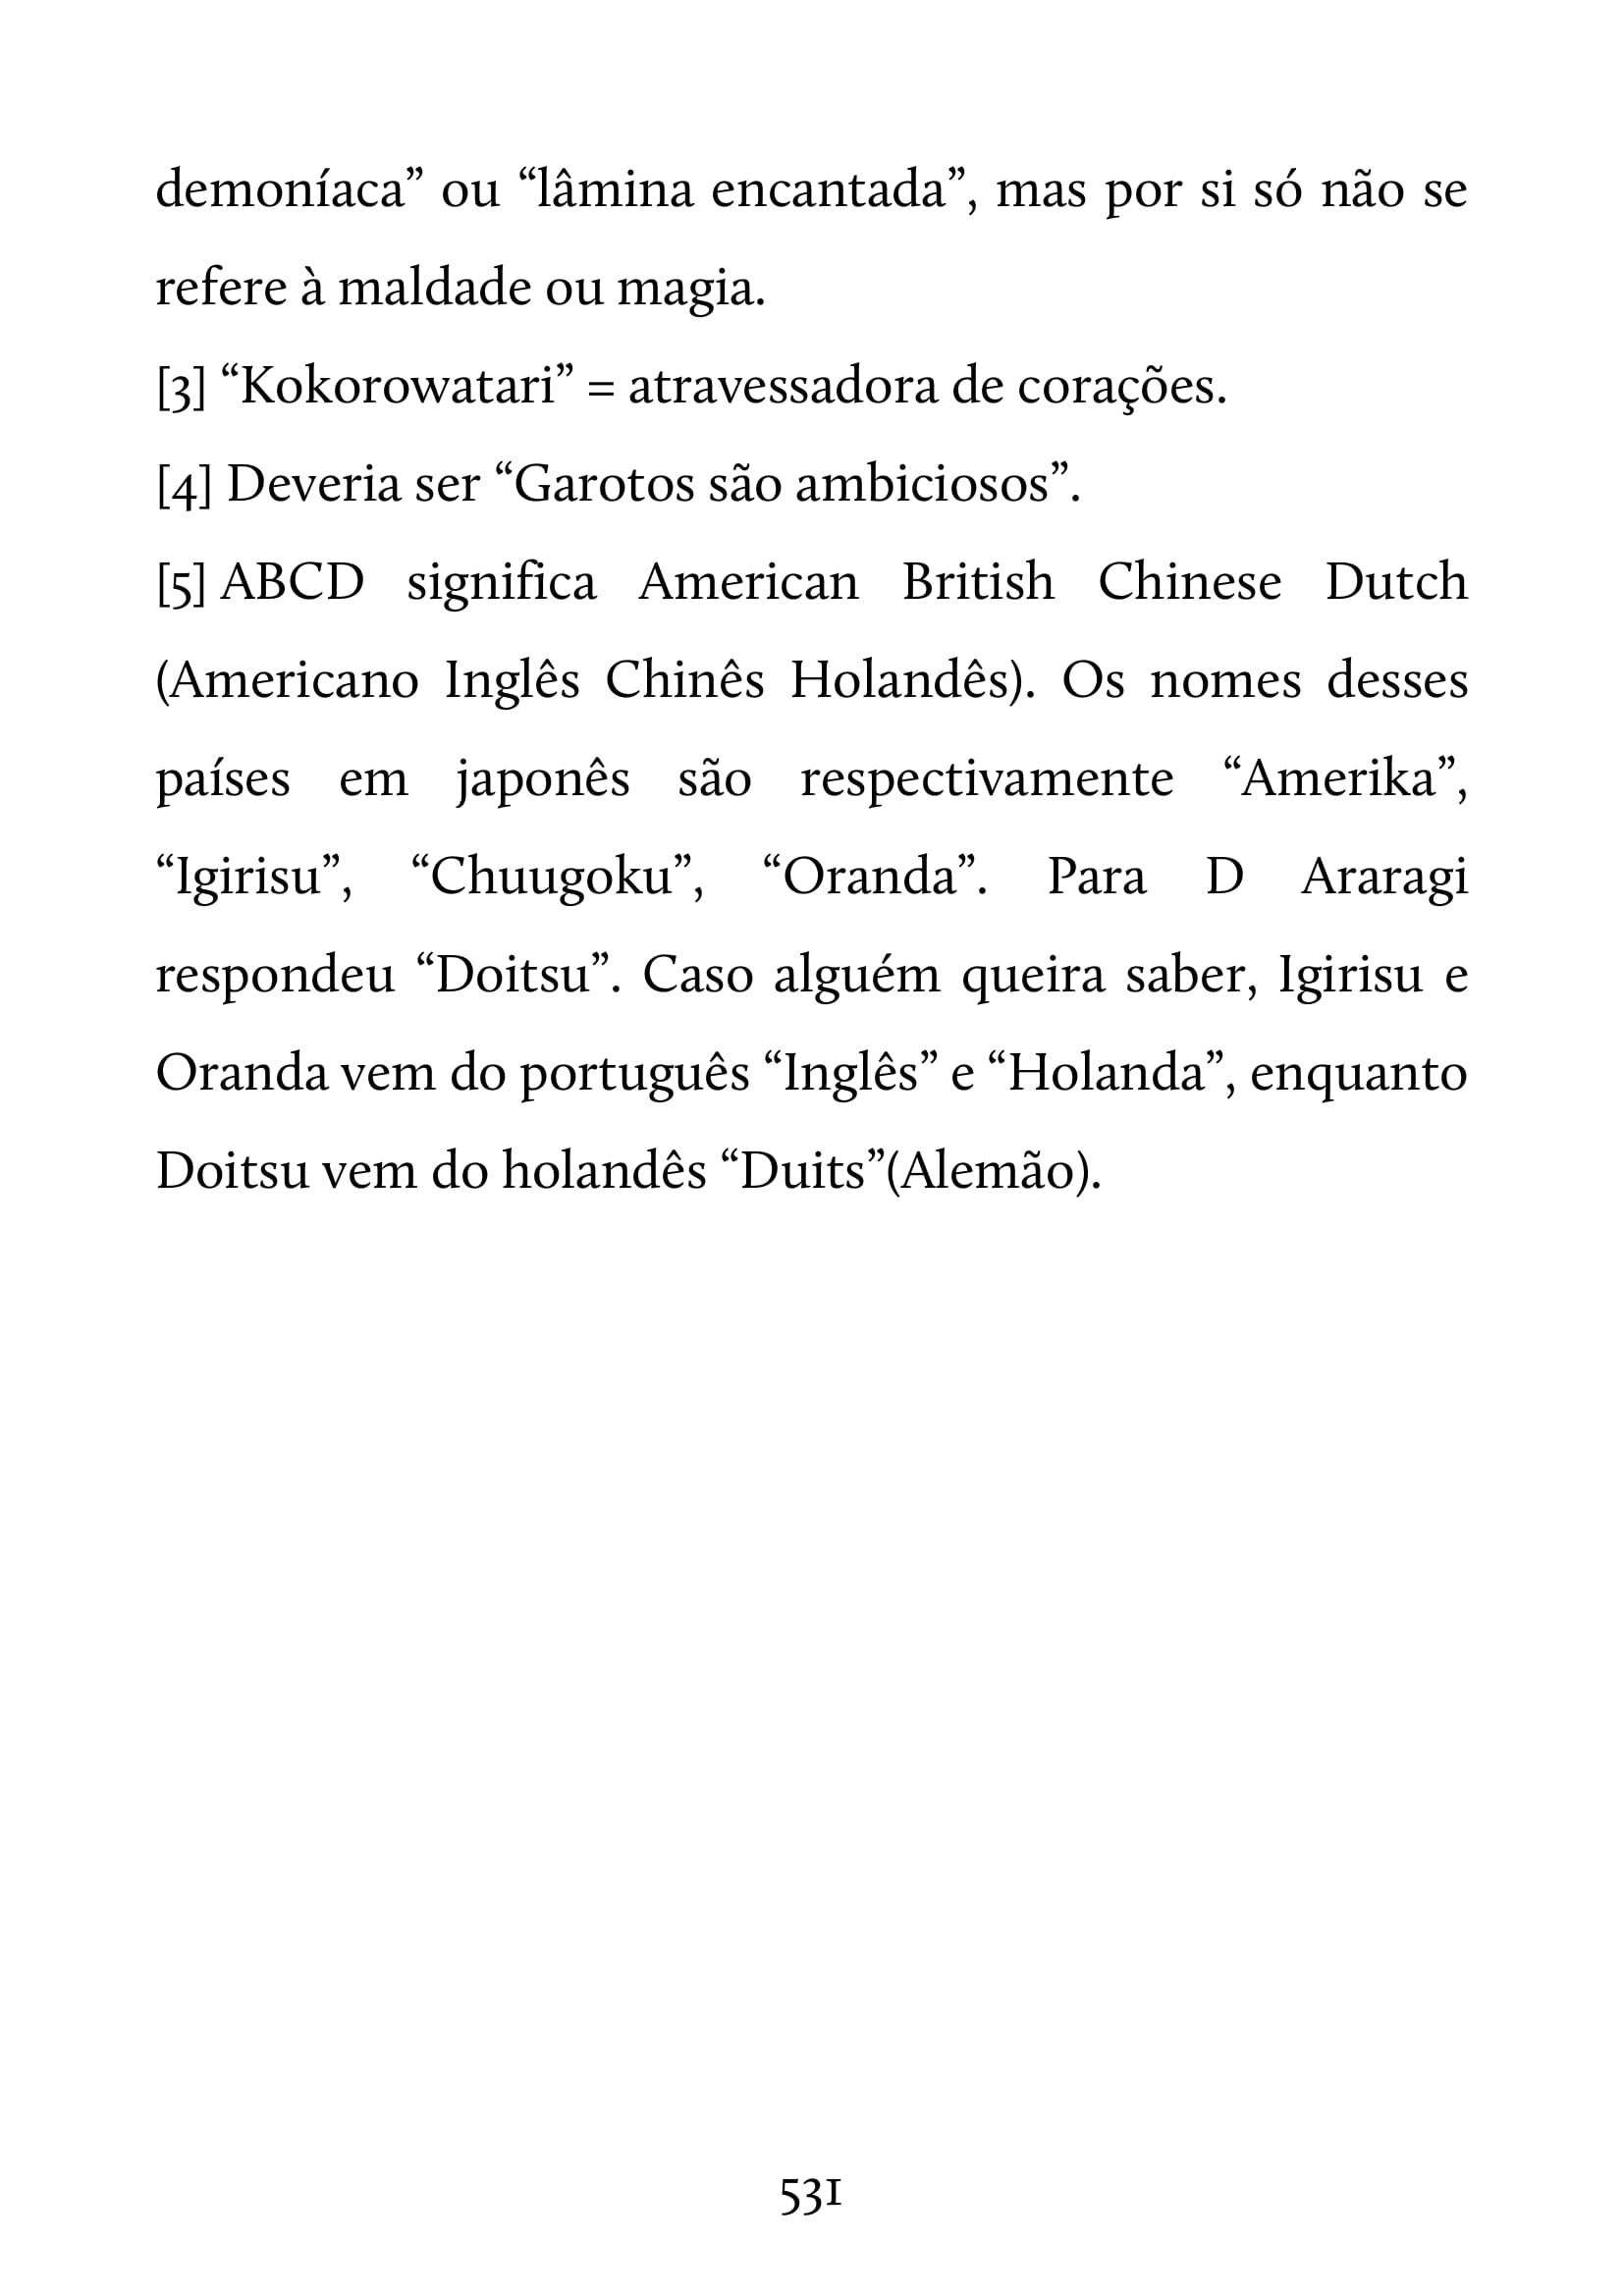 demoníaca” ou “lâmina encantada”, mas por si só não se
refere à maldade ou magia.
[3] “Kokorowatari” = atravessadora de corações.
[4] Deveria ser “Garotos são ambiciosos”.
[5] ABCD significa American British Chinese Dutch
(Americano Inglês Chinês Holandês). Os nomes desses
países em japonês são respectivamente “Amerika”,
“Igirisu”, “Chuugoku”, “Oranda”. Para D Araragi
respondeu “Doitsu”. Caso alguém queira saber, Igirisu e
Oranda vem do português “Inglês” e “Holanda”, enquanto
Doitsu vem do holandês “Duits”(Alemão).
531